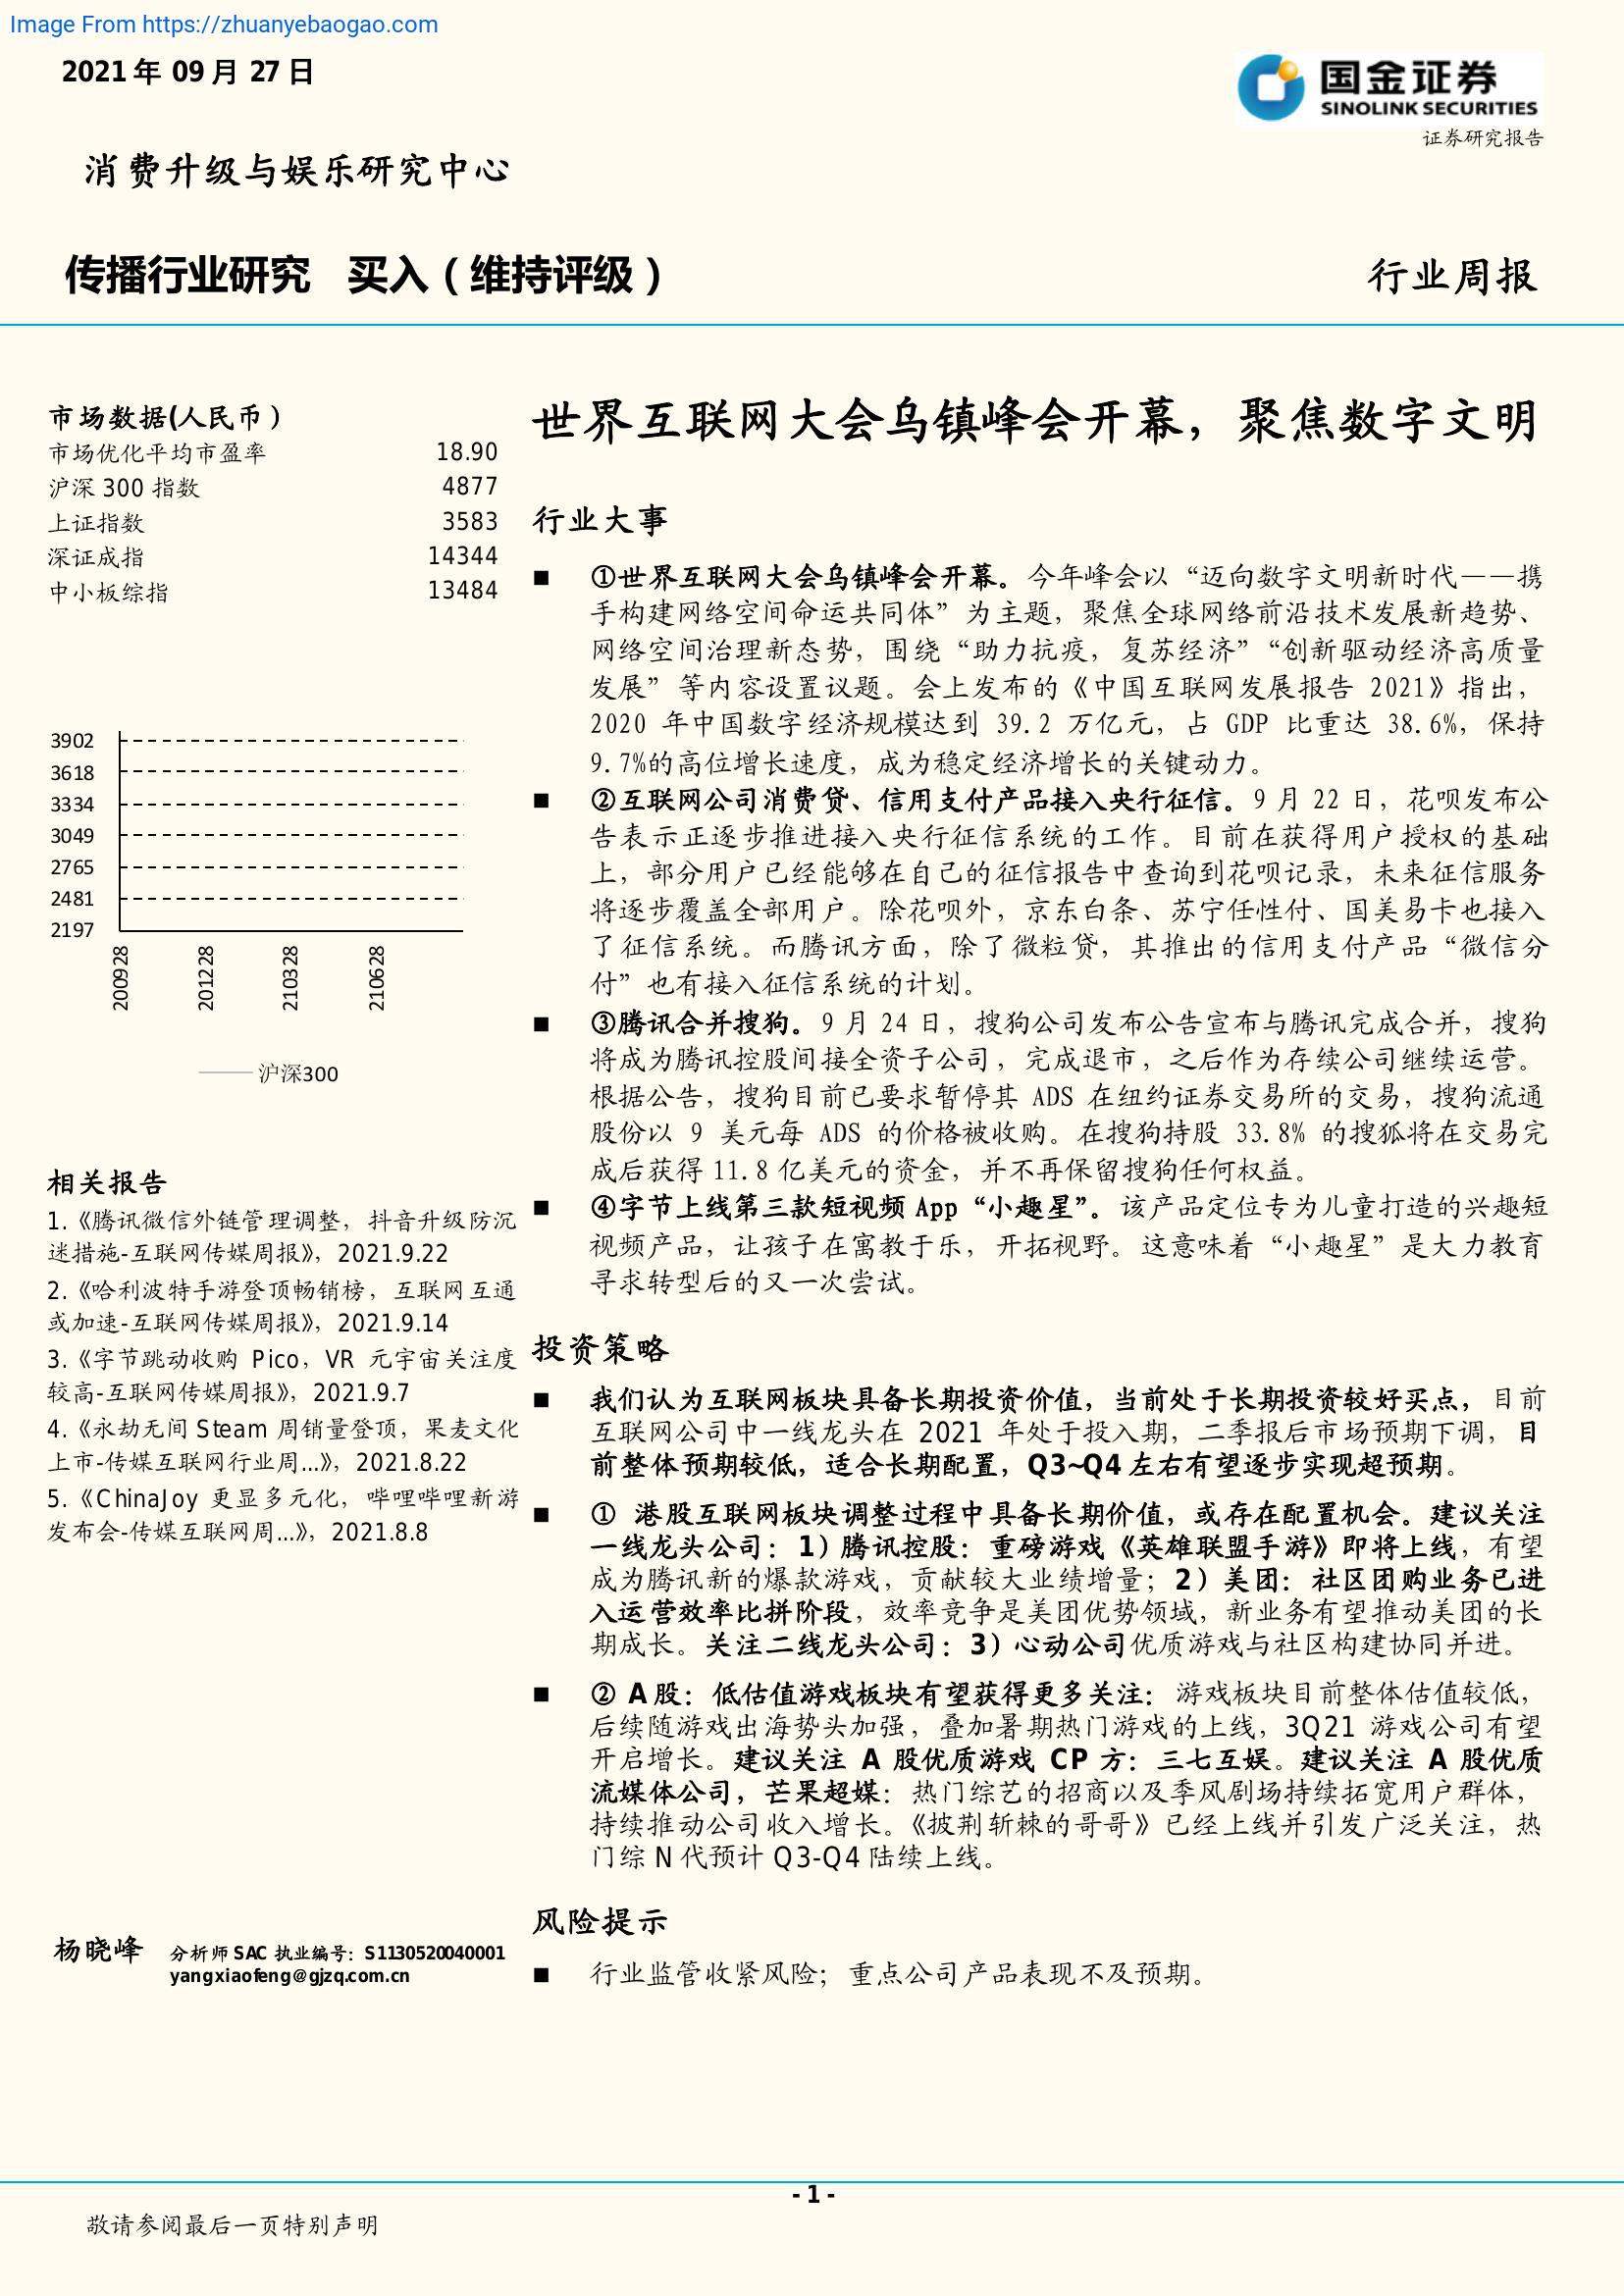 Image From https://zhuanyebaogao.com
2021 年 09 月 27 日
国金证券
SINOLINK SECURITIES
证券研究报告
消费升级与娱乐研究中心
传播行业研究 买入（维持评级）
行业周报
市场数据(人民币）
市场优化平均市盈率 18.90
沪深 300 指数 4877
上证指数 3583
深证成指 14344
中小板综指 13484
3902
3618
3334
3049
2765
2481
2197
200928
201228
210328
210628
沪深300
相关报告
1.《腾讯微信外链管理调整，抖音升级防沉
迷措施-互联网传媒周报》，2021.9.22
2.《哈利波特手游登顶畅销榜，互联网互通
或加速-互联网传媒周报》，2021.9.14
3.《字节跳动收购 Pico，VR 元宇宙关注度
较高-互联网传媒周报》，2021.9.7
4.《永劫无间 Steam 周销量登顶，果麦文化
上市-传媒互联网行业周...》，2021.8.22
5.《ChinaJoy 更显多元化，哔哩哔哩新游
发布会-传媒互联网周...》，2021.8.8
杨晓峰 分析师 SAC 执业编号：S1130520040001
yangxiaofeng@gjzq.com.cn
世界互联网大会乌镇峰会开幕，聚焦数字文明
行业大事
■ ①世界互联网大会乌镇峰会开幕。今年峰会以“迈向数字文明新时代——携
手构建网络空间命运共同体”为主题，聚焦全球网络前沿技术发展新趋势、
网络空间治理新态势，围绕“助力抗疫，复苏经济”“创新驱动经济高质量
发展”等内容设置议题。会上发布的《中国互联网发展报告 2021》指出，
2020 年中国数字经济规模达到 39.2 万亿元，占 GDP 比重达 38.6%，保持
9.7%的高位增长速度，成为稳定经济增长的关键动力。
■ ②互联网公司消费贷、信用支付产品接入央行征信。9 月 22 日，花呗发布公
告表示正逐步推进接入央行征信系统的工作。目前在获得用户授权的基础
上，部分用户已经能够在自己的征信报告中查询到花呗记录，未来征信服务
将逐步覆盖全部用户。除花呗外，京东白条、苏宁任性付、国美易卡也接入
了征信系统。而腾讯方面，除了微粒贷，其推出的信用支付产品“微信分
付”也有接入征信系统的计划。
■ ③腾讯合并搜狗。9 月 24 日，搜狗公司发布公告宣布与腾讯完成合并，搜狗
将成为腾讯控股间接全资子公司，完成退市，之后作为存续公司继续运营。
根据公告，搜狗目前已要求暂停其 ADS 在纽约证券交易所的交易，搜狗流通
股份以 9 美元每 ADS 的价格被收购。在搜狗持股 33.8% 的搜狐将在交易完
成后获得 11.8 亿美元的资金，并不再保留搜狗任何权益。
■ ④字节上线第三款短视频 App“小趣星”。该产品定位专为儿童打造的兴趣短
视频产品，让孩子在寓教于乐，开拓视野。这意味着“小趣星”是大力教育
寻求转型后的又一次尝试。
投资策略
■ 我们认为互联网板块具备长期投资价值，当前处于长期投资较好买点，目前
互联网公司中一线龙头在 2021 年处于投入期，二季报后市场预期下调，目
前整体预期较低，适合长期配置，Q3~Q4 左右有望逐步实现超预期。
■ ① 港股互联网板块调整过程中具备长期价值，或存在配置机会。建议关注
一线龙头公司：1）腾讯控股：重磅游戏《英雄联盟手游》即将上线，有望
成为腾讯新的爆款游戏，贡献较大业绩增量；2）美团：社区团购业务已进
入运营效率比拼阶段，效率竞争是美团优势领域，新业务有望推动美团的长
期成长。关注二线龙头公司：3）心动公司优质游戏与社区构建协同并进。
■ ② A 股：低估值游戏板块有望获得更多关注：游戏板块目前整体估值较低，
后续随游戏出海势头加强，叠加暑期热门游戏的上线，3Q21 游戏公司有望
开启增长。建议关注 A 股优质游戏 CP 方：三七互娱。建议关注 A 股优质
流媒体公司，芒果超媒：热门综艺的招商以及季风剧场持续拓宽用户群体，
持续推动公司收入增长。《披荆斩棘的哥哥》已经上线并引发广泛关注，热
门综 N 代预计 Q3-Q4 陆续上线。
风险提示
■ 行业监管收紧风险；重点公司产品表现不及预期。
- 1 -
敬请参阅最后一页特别声明